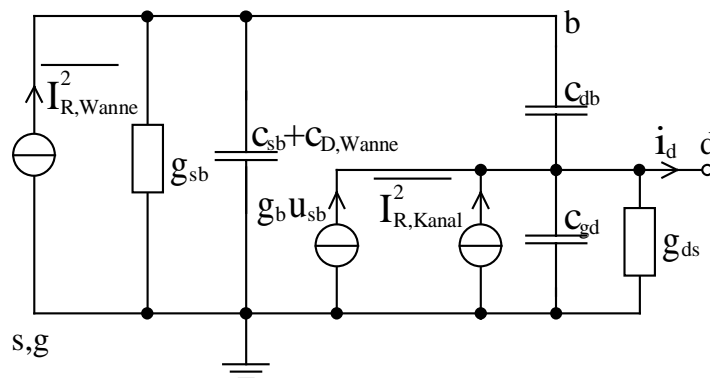 b
I²R,Wanne
cdb
csb+cD,Wanne
id
d
gsb
gbusb
I²R,Kanal
cgd
gds
s,g